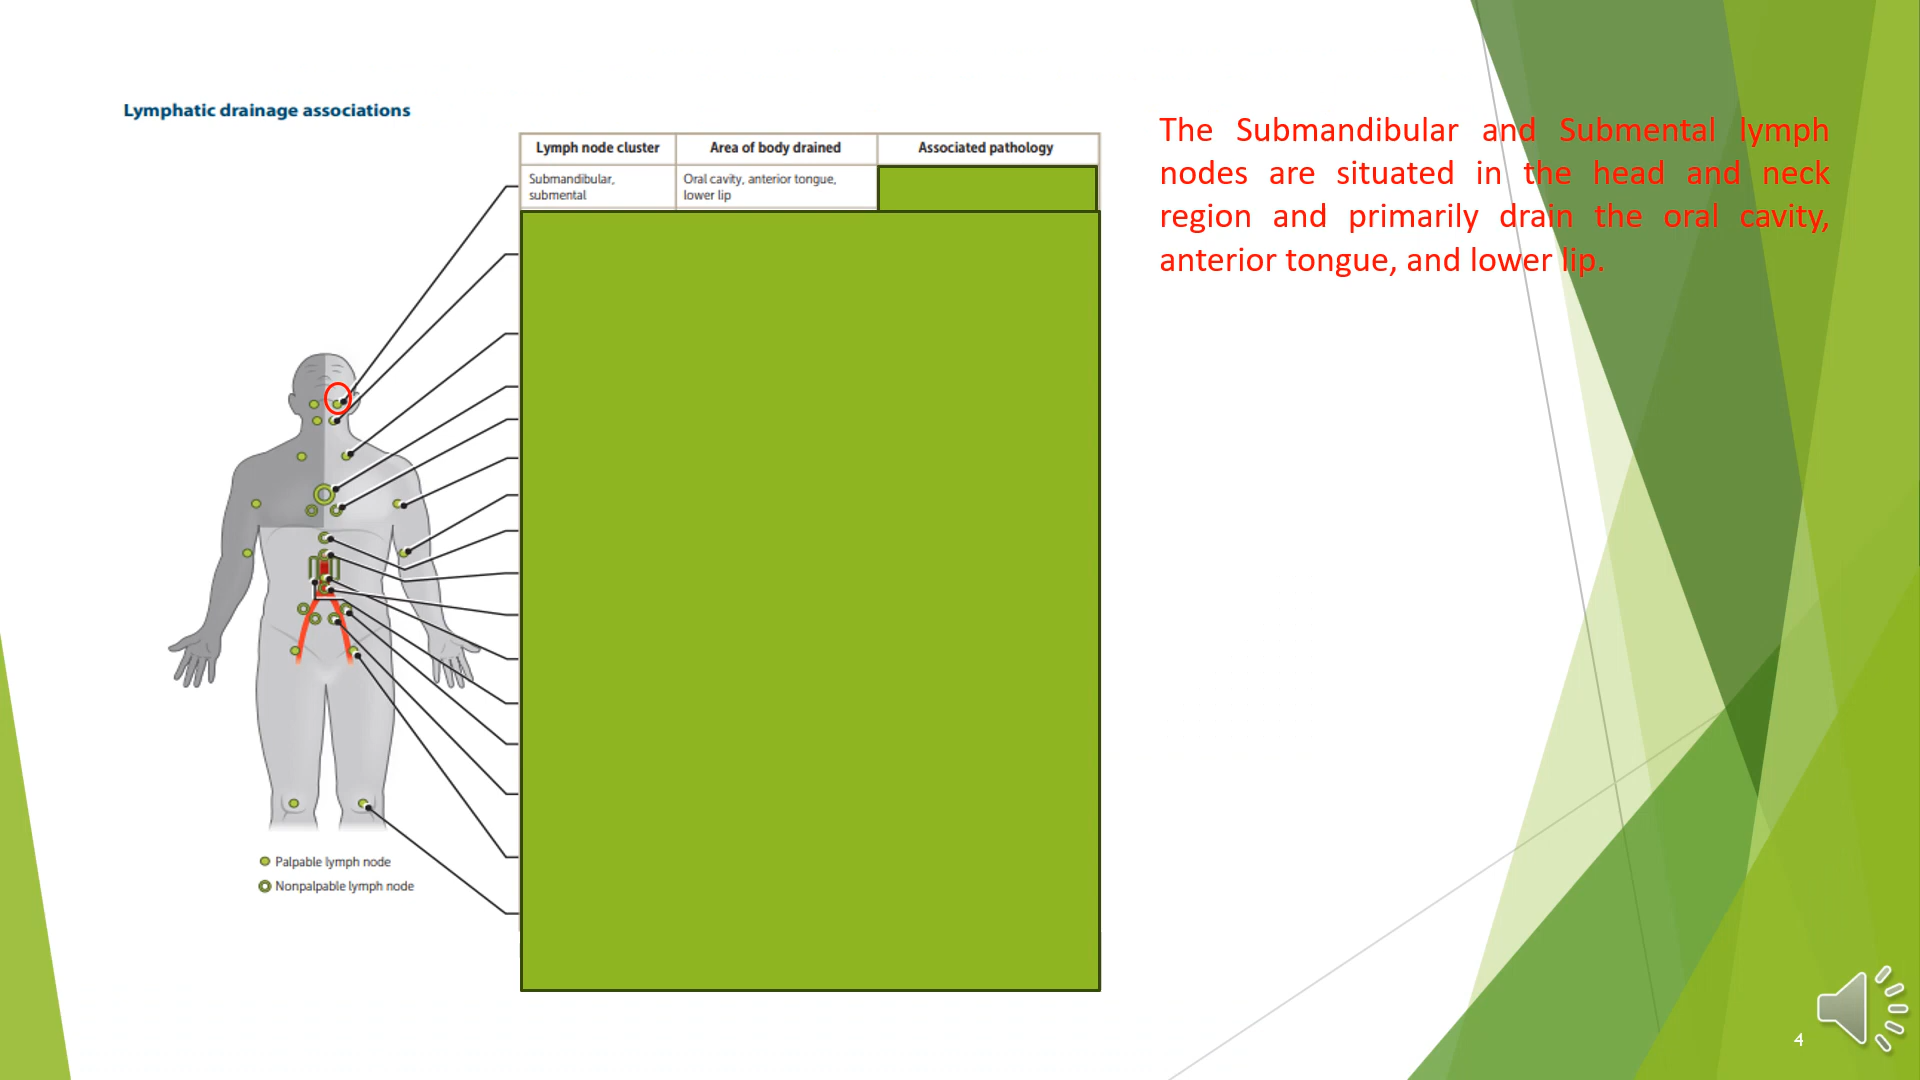 Lymphatic drainage associations
Lymph node cluster
Area of body drained
Associated pathology
Submandibular,
submental
Oral cavity, anterior tongue,
lower lip
The Submandibular and Submental lymph
nodes are situated in the head and neck
region and primarily drain the oral cavity,
anterior tongue, and lower lip.
Palpable lymph node
Nonpalpable lymph node
4